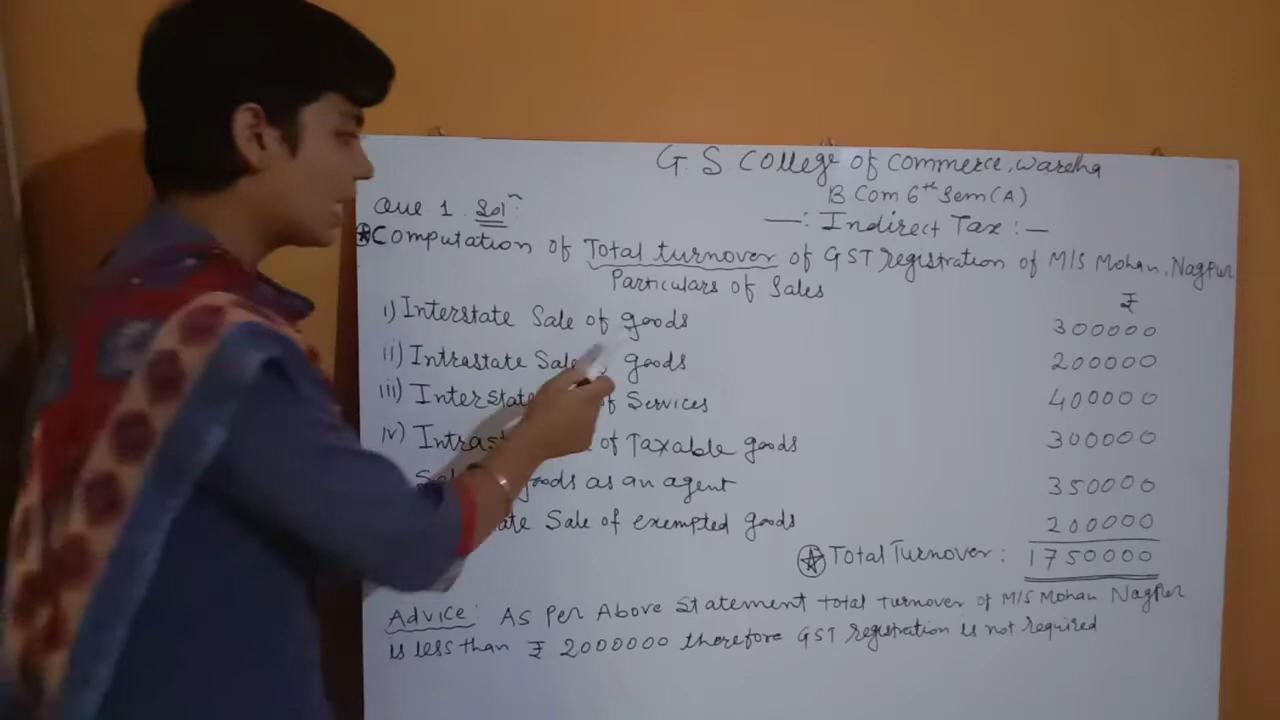 G S College of commerce, Waredha
B Com 6th Sem (A)
Que 1. Soln:
—: Indirect Tax :—
Computation of Total turnover of GST registration of M/S Mohan, Nagpur
Particulars of Sales
₹
i) Interstate Sale of goods 300000
ii) Intrastate Sale goods 200000
iii) Interstate of Services 400000
iv) of Taxable goods 300000
goods as an agent 350000
Sale of exempted goods 200000
Total Turnover: 1750000
Advice: As Per Above Statement total turnover of M/S Mohan Nagpur
is less than ₹ 2000000 therefore GST registration is not required